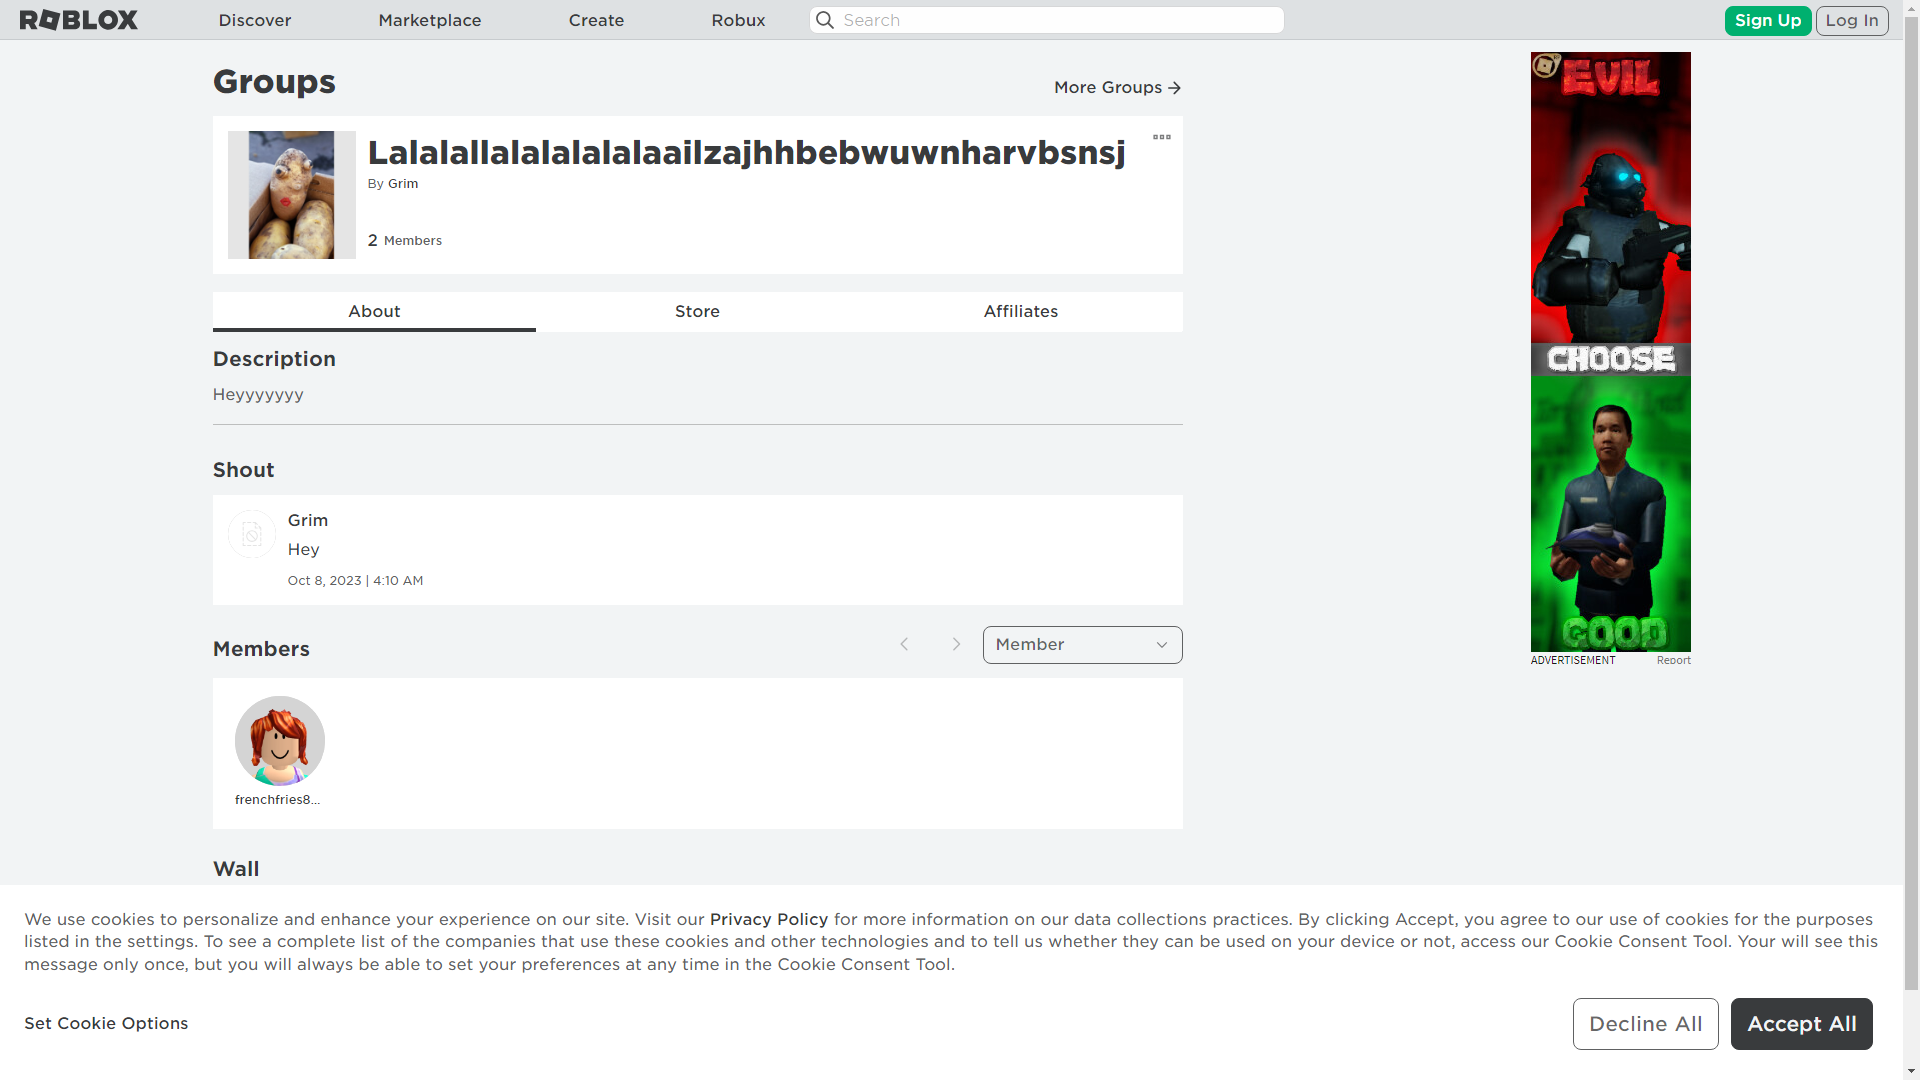 ROBLOX
Discover
Marketplace
Create
Robux
Search
Sign Up
Log In
Groups
More Groups
Lalalallalalalalalaailzajhhbebwuwnharvbsnsj
By Grim
2 Members
About
Store
Affiliates
Description
Heyyyyyyy
Shout
Grim
Hey
Oct 8, 2023 | 4:10 AM
Members
Member
frenchfries8...
Wall
EVIL
CHOOSE
GOOD
ADVERTISEMENT
Report
We use cookies to personalize and enhance your experience on our site. Visit our Privacy Policy for more information on our data collections practices. By clicking Accept, you agree to our use of cookies for the purposes
listed in the settings. To see a complete list of the companies that use these cookies and other technologies and to tell us whether they can be used on your device or not, access our Cookie Consent Tool. Your will see this
message only once, but you will always be able to set your preferences at any time in the Cookie Consent Tool.
Set Cookie Options
Decline All
Accept All